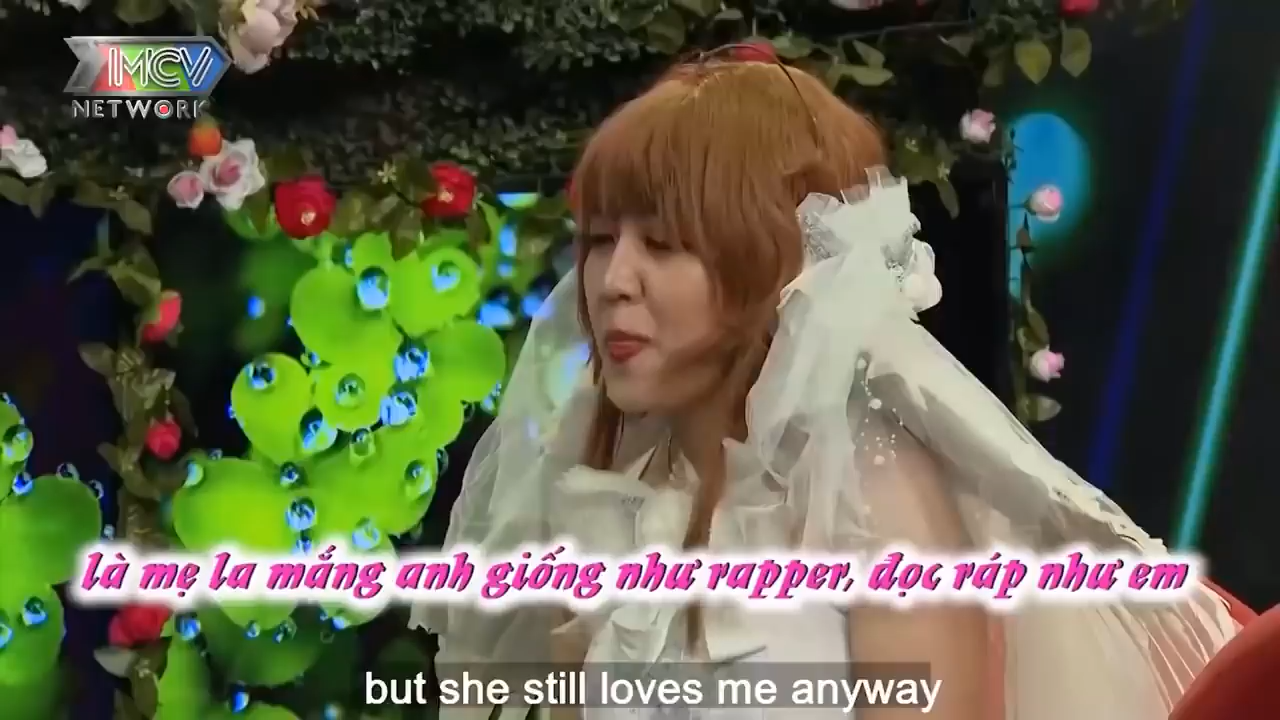 MCV
NETWORK
là mẹ la mắng anh giống như rapper, đọc ráp như em
but she still loves me anyway